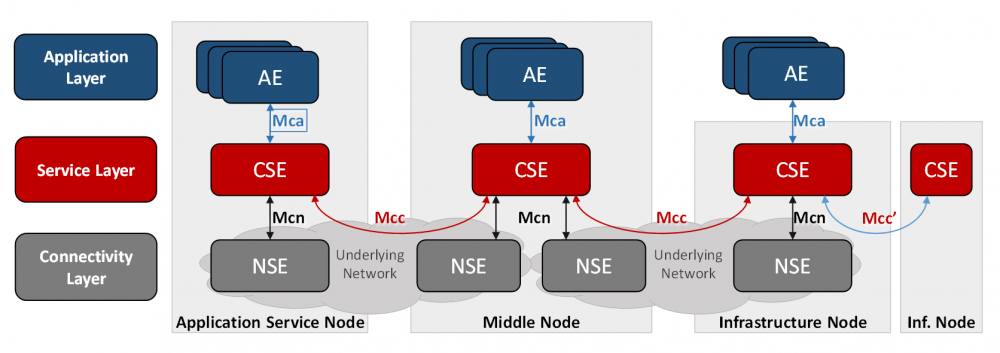 Application
Layer
AE
AE
AE
Mca
Mca
Mca
Service Layer
CSE
CSE
CSE
CSE
Mcn
Mcc
Mcn
Mcc
Mcn
Mcc’
Connectivity
Layer
NSE
Underlying
Network
NSE
NSE
Underlying
Network
NSE
Application Service Node
Middle Node
Infrastructure Node
Inf. Node